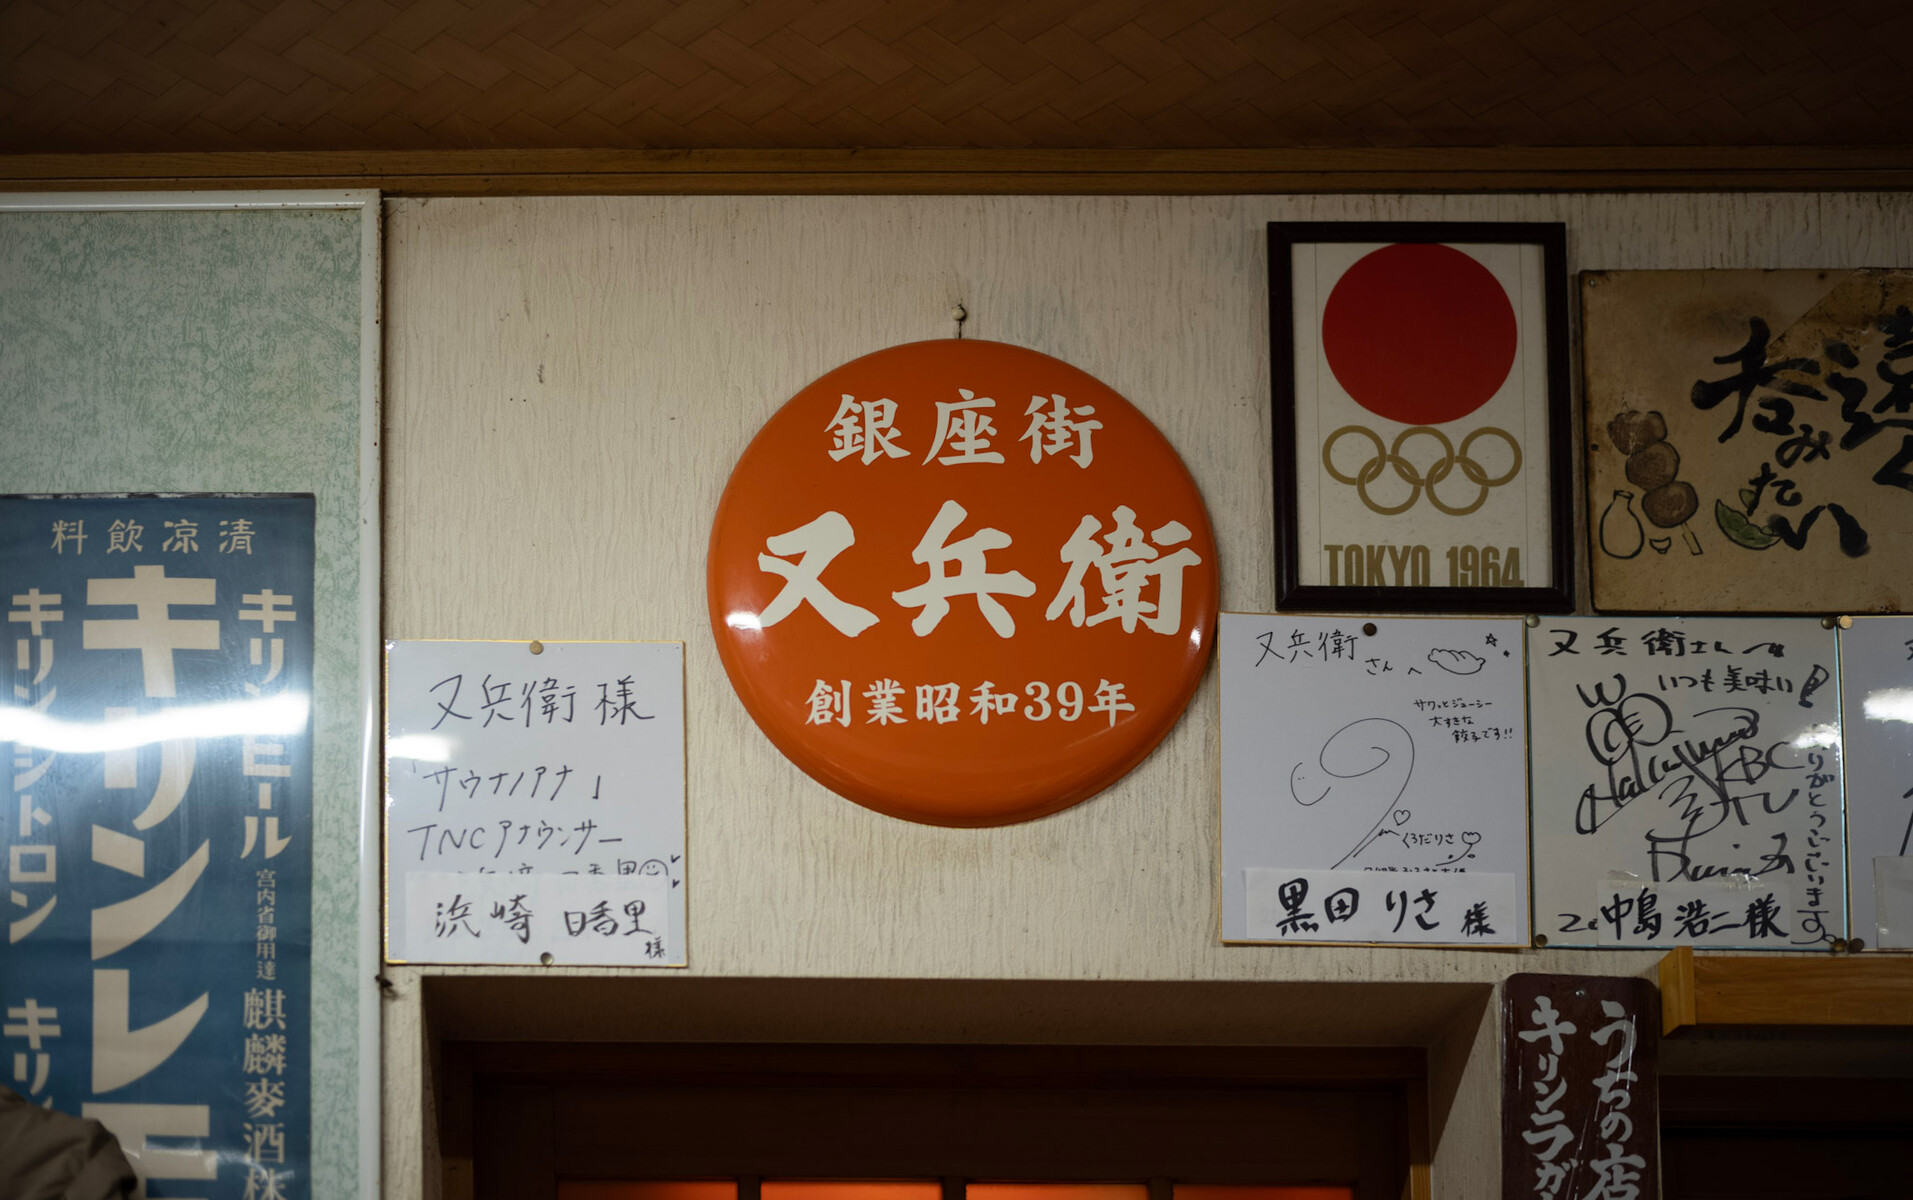 清涼飲料
キリンビール
キリンレモ
キリンシトロン
キリ
宮内省御用達
麒麟麥酒株
又兵衛様
「サウナノアナ」
TNCアナウンサー
浜崎 日香里
様
銀座街
又兵衛
創業昭和39年
TOKYO 1964
呑みたい
又兵衛さんへ
サクッとジューシー
大すきな
餃子です!!
くろだりさ
黒田りさ 様
又兵衛さんへ
いつも美味い!
KBC
ありがとうございます。
中島浩二様
うちの店
キリンラガ